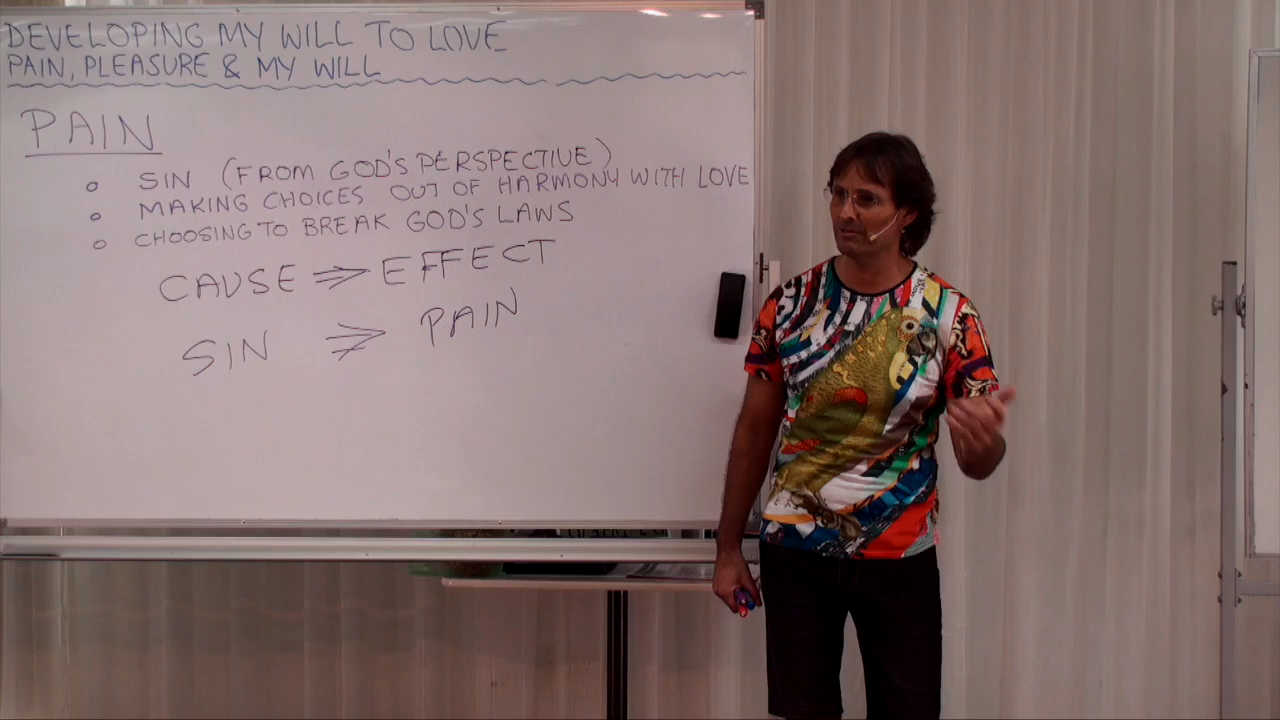 DEVELOPING MY WILL TO LOVE
PAIN, PLEASURE & MY WILL
PAIN
SIN (FROM GOD'S PERSPECTIVE)
MAKING CHOICES OUT OF HARMONY WITH LOVE
CHOOSING TO BREAK GOD'S LAWS
CAUSE ⇒ EFFECT
SIN ⇒ PAIN